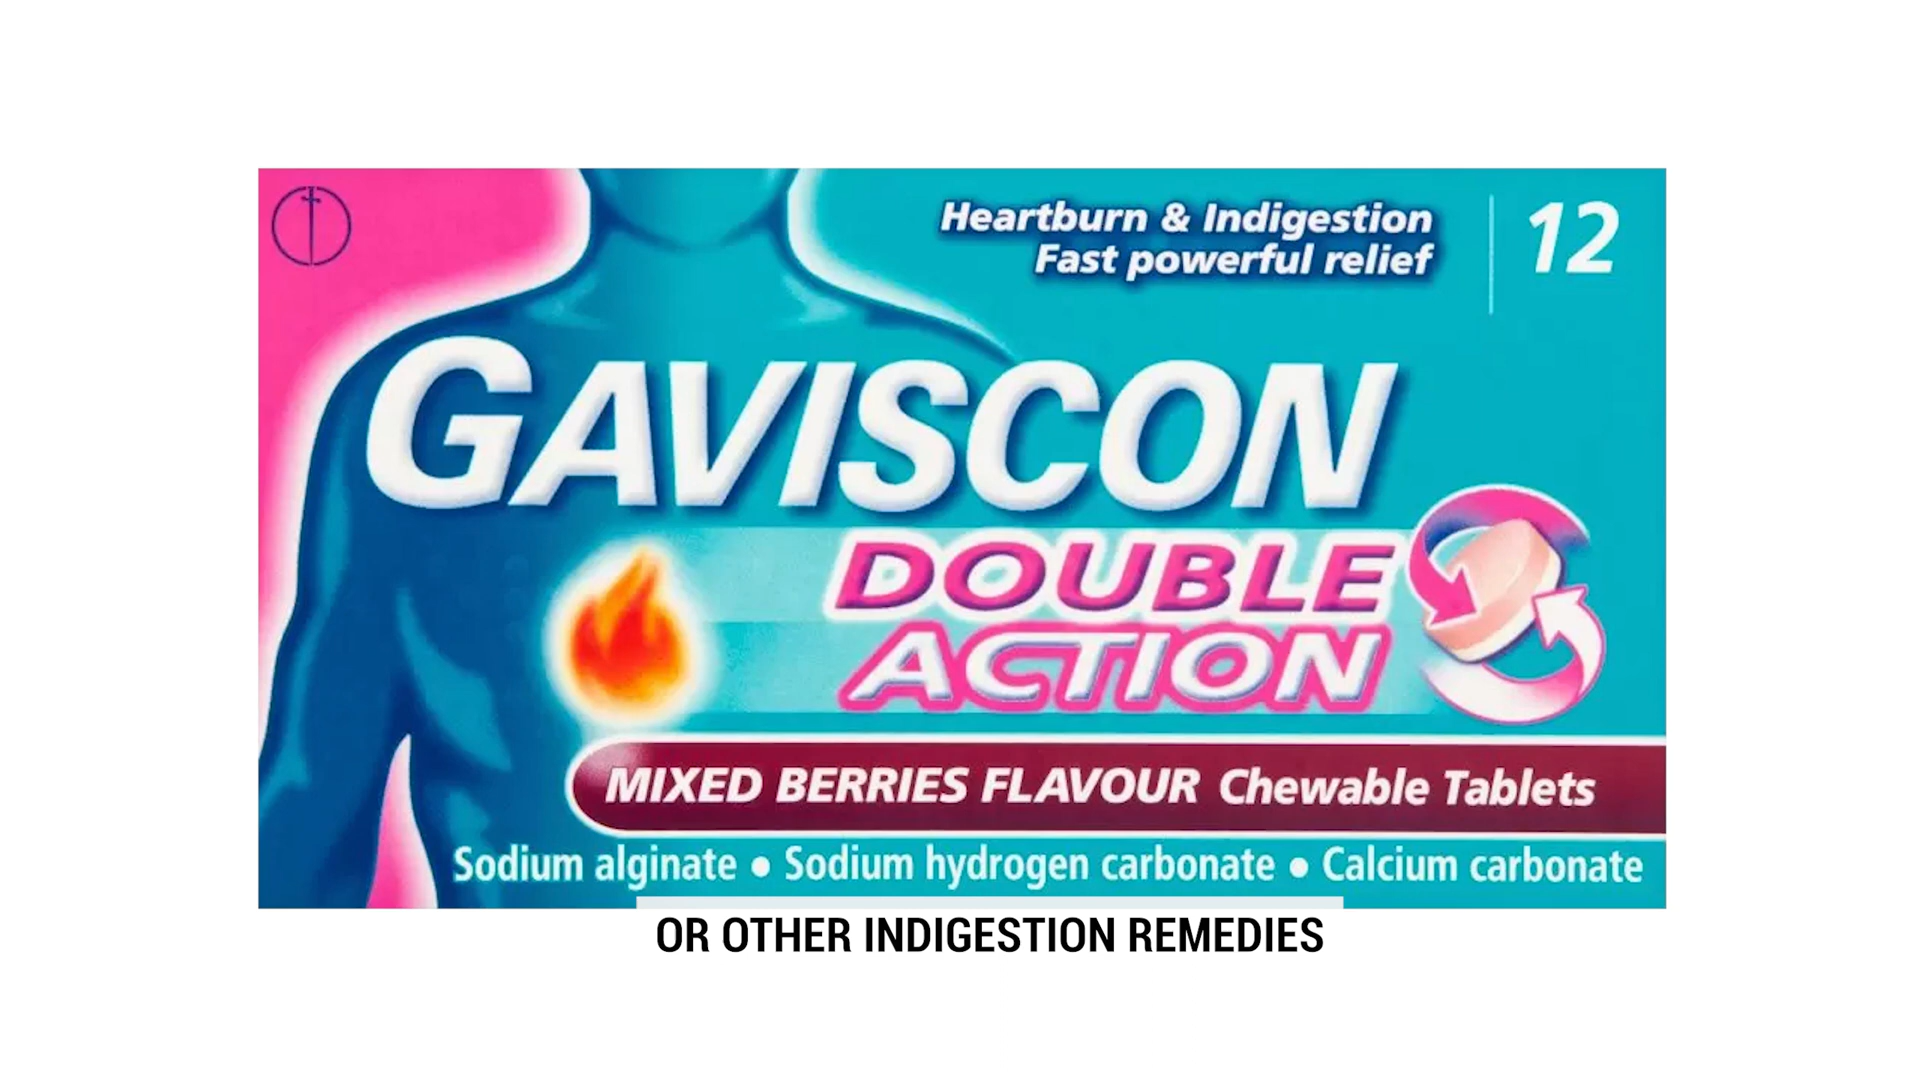 Heartburn & Indigestion
Fast powerful relief
12
GAVISCON
DOUBLE
ACTION
MIXED BERRIES FLAVOUR Chewable Tablets
Sodium alginate • Sodium hydrogen carbonate • Calcium carbonate
OR OTHER INDIGESTION REMEDIES